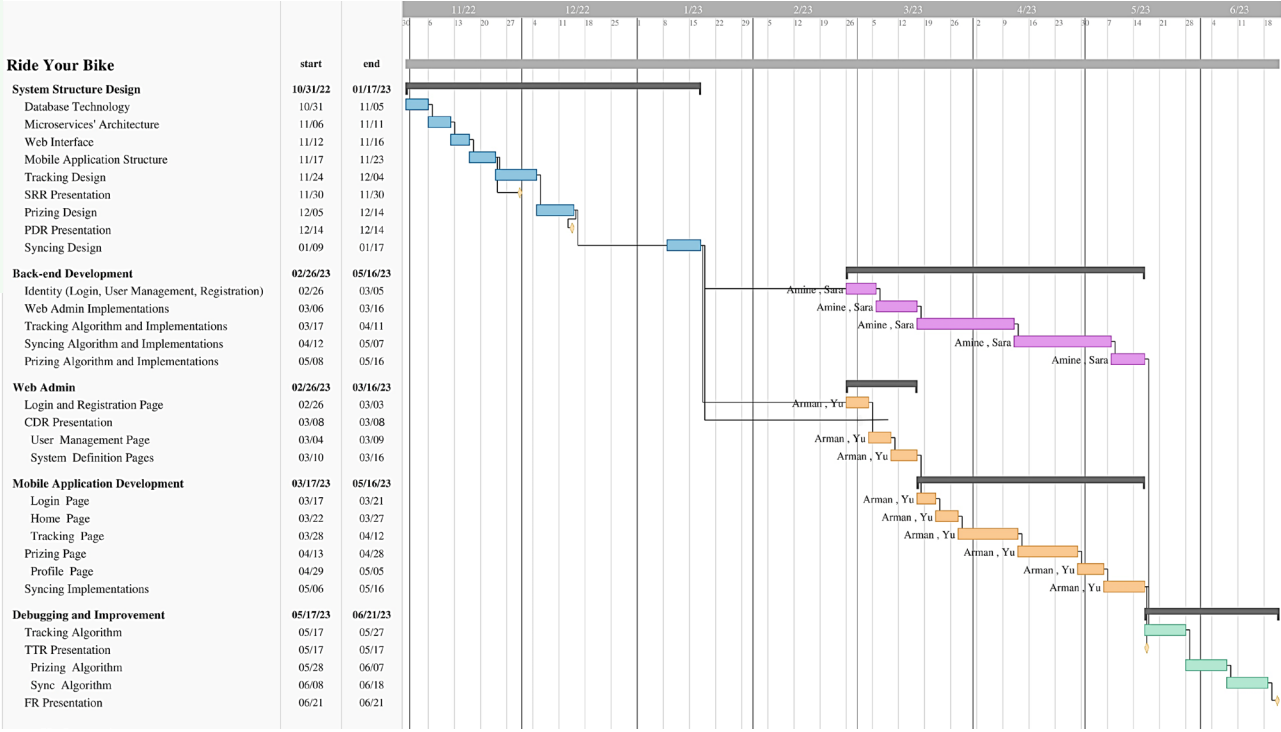 11/22 12/22 1/23 2/23 3/23 4/23 5/23 6/23
30 6 13 20 27 4 11 18 25 1 8 15 22 29 5 12 19 26 5 12 19 26 2 9 16 23 30 7 14 21 28 4 11 18
Ride Your Bike start end
System Structure Design 10/31/22 01/17/23
Database Technology 10/31 11/05
Microservices' Architecture 11/06 11/11
Web Interface 11/12 11/16
Mobile Application Structure 11/17 11/23
Tracking Design 11/24 12/04
SRR Presentation 11/30 11/30
Prizing Design 12/05 12/14
PDR Presentation 12/14 12/14
Syncing Design 01/09 01/17
Back-end Development 02/26/23 05/16/23
Identity (Login, User Management, Registration) 02/26 03/05 Amine , Sara
Web Admin Implementations 03/06 03/16 Amine , Sara
Tracking Algorithm and Implementations 03/17 04/11 Amine , Sara
Syncing Algorithm and Implementations 04/12 05/07 Amine , Sara
Prizing Algorithm and Implementations 05/08 05/16 Amine , Sara
Web Admin 02/26/23 03/16/23
Login and Registration Page 02/26 03/03 Arman , Yu
CDR Presentation 03/08 03/08
User Management Page 03/04 03/09 Arman , Yu
System Definition Pages 03/10 03/16 Arman , Yu
Mobile Application Development 03/17/23 05/16/23
Login Page 03/17 03/21 Arman , Yu
Home Page 03/22 03/27 Arman , Yu
Tracking Page 03/28 04/12 Arman , Yu
Prizing Page 04/13 04/28 Arman , Yu
Profile Page 04/29 05/05 Arman , Yu
Syncing Implementations 05/06 05/16 Arman , Yu
Debugging and Improvement 05/17/23 06/21/23
Tracking Algorithm 05/17 05/27
TTR Presentation 05/17 05/17
Prizing Algorithm 05/28 06/07
Sync Algorithm 06/08 06/18
FR Presentation 06/21 06/21